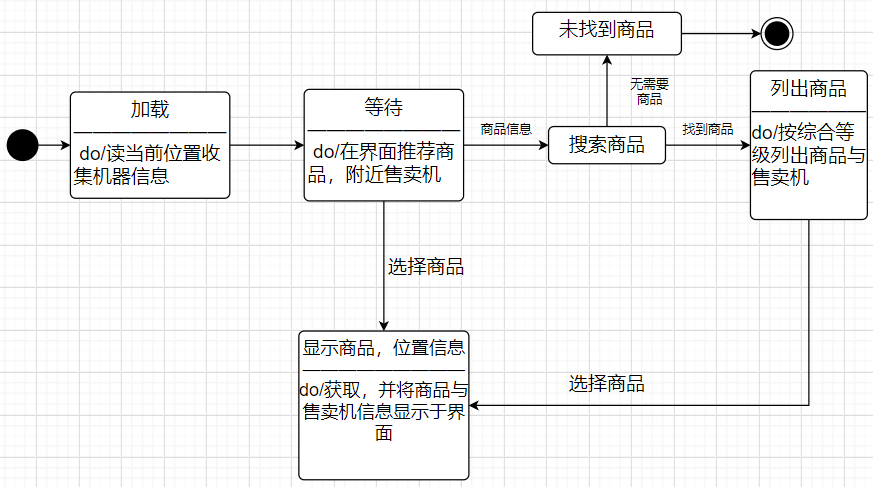 未找到商品
无需要
商品
列出商品
do/按综合等
级列出商品与
售卖机
加载
do/读当前位置收
集机器信息
等待
do/在界面推荐商
品，附近售卖机
商品信息
搜索商品
找到商品
选择商品
显示商品，位置信息
do/获取，并将商品与
售卖机信息显示于界
面
选择商品